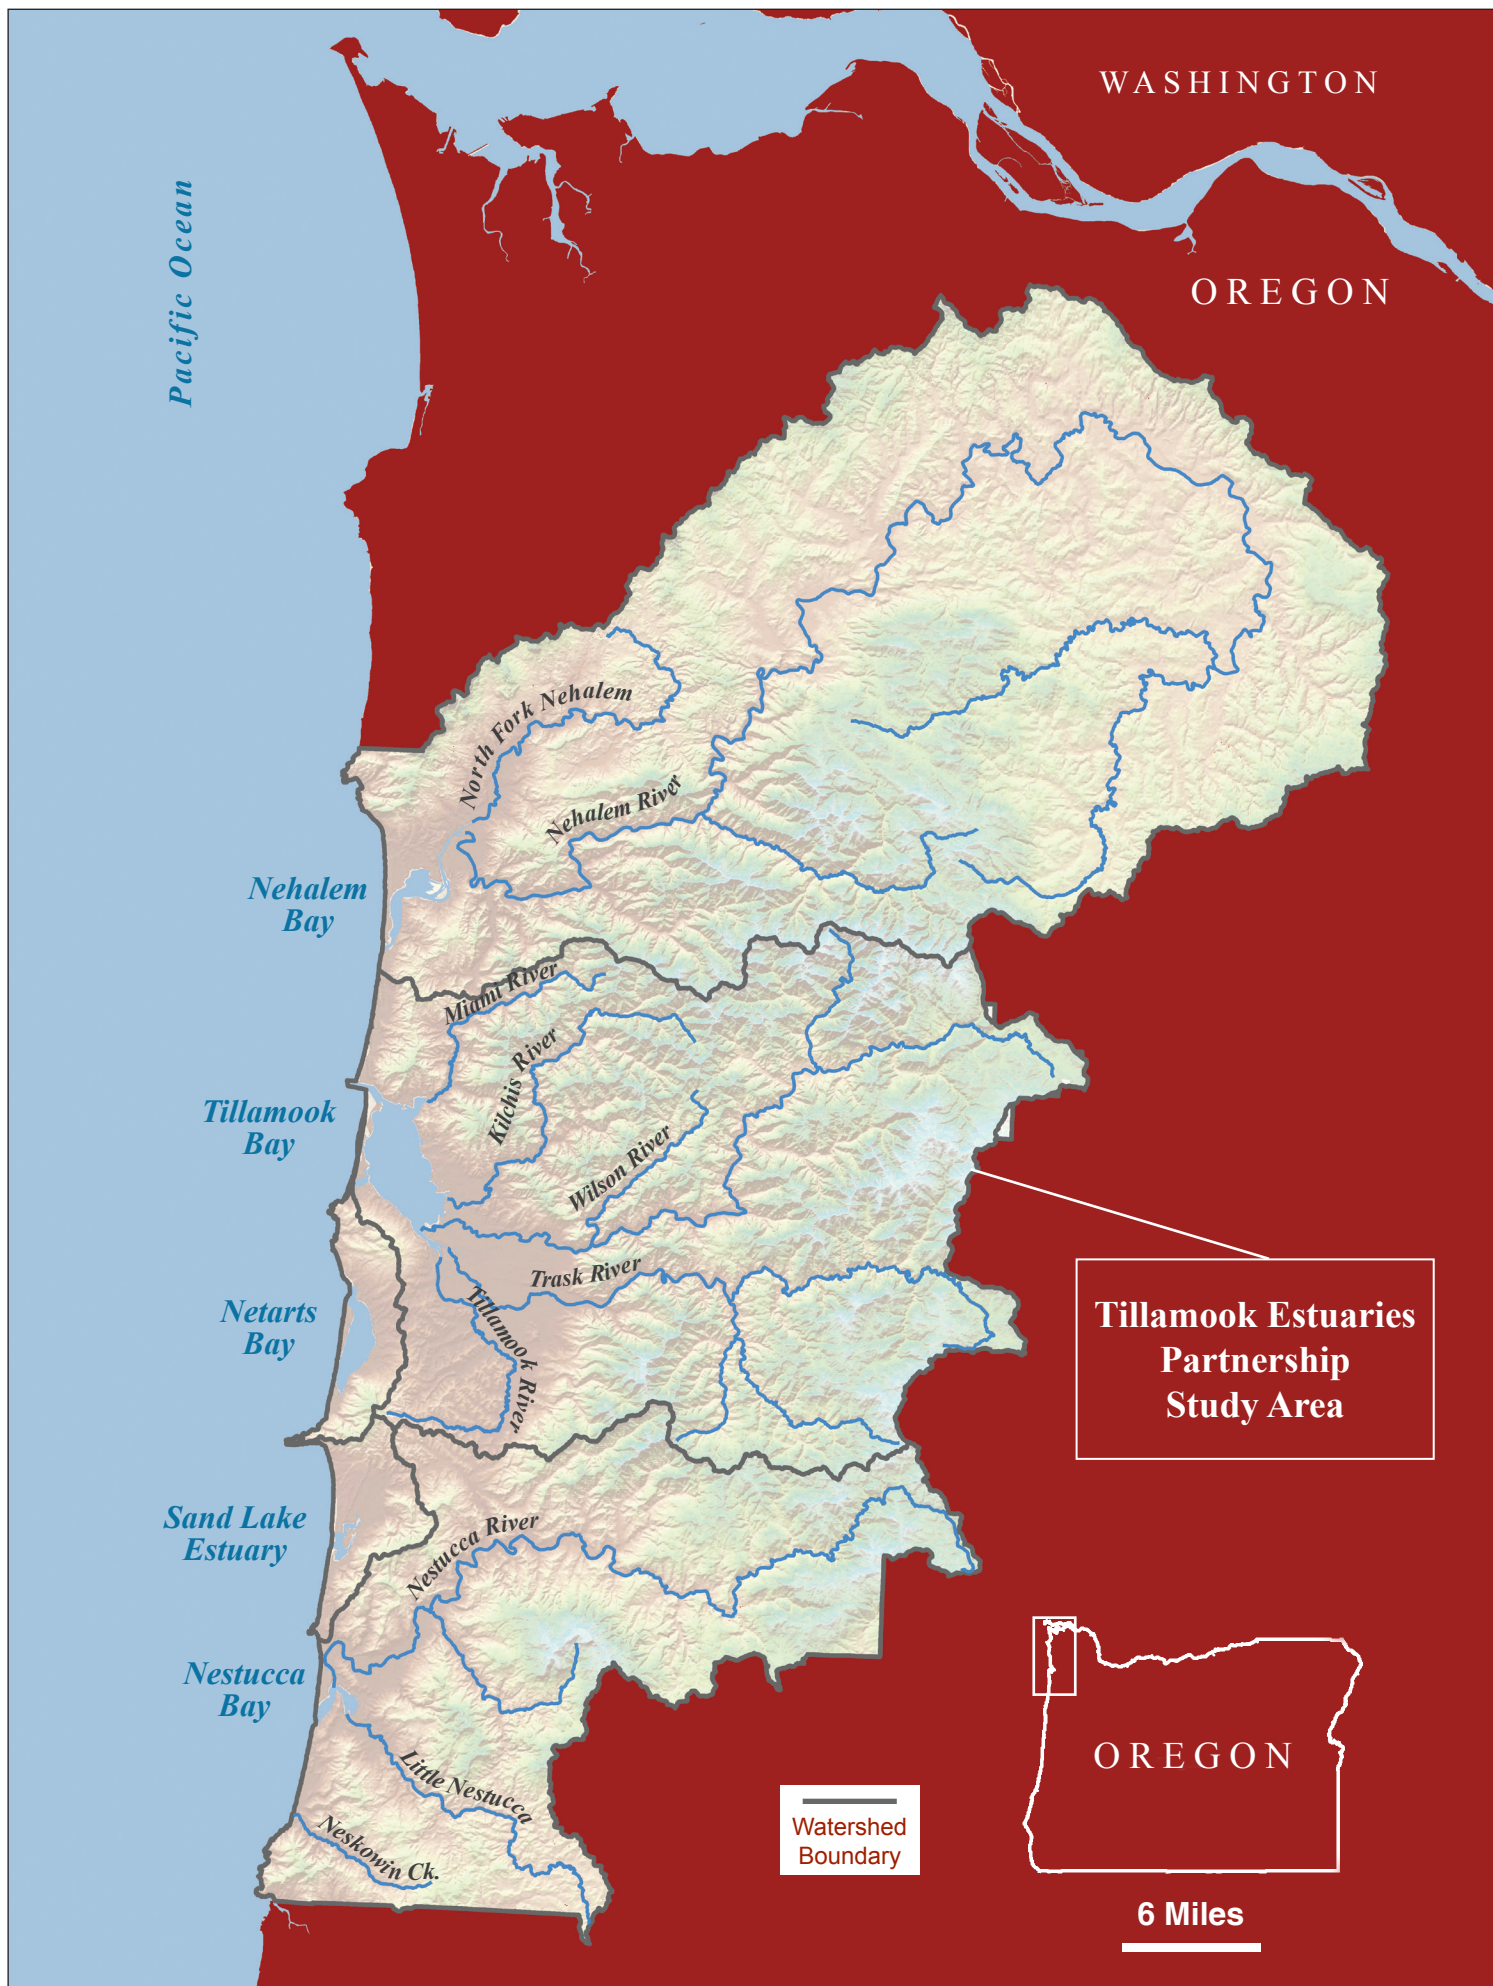 WASHINGTON
OREGON
Pacific Ocean
North Fork Nehalem
Nehalem River
Nehalem
Bay
Miami River
Kilchis River
Tillamook
Bay
Wilson River
Trask River
Tillamook River
Netarts
Bay
Tillamook Estuaries
Partnership
Study Area
Sand Lake
Estuary
Nestucca River
Nestucca
Bay
Little Nestucca
Neskowin Ck.
Watershed
Boundary
OREGON
6 Miles